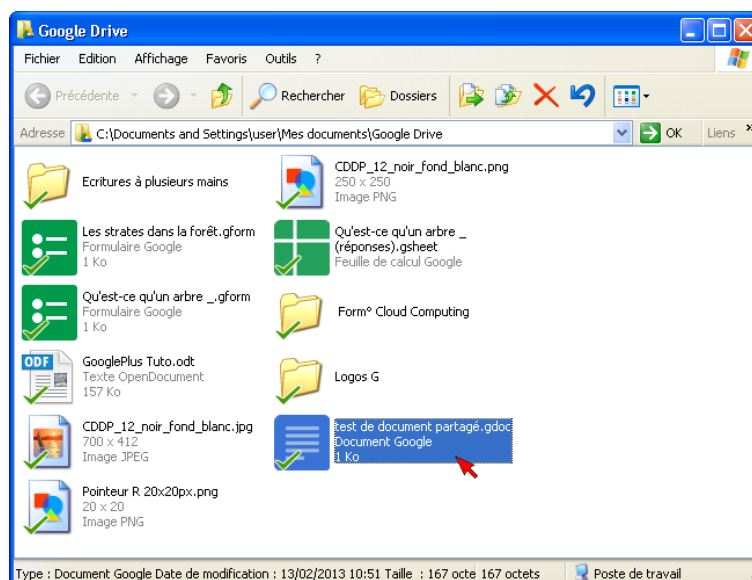 Google Drive
Fichier Edition Affichage Favoris Outils ?
Précédente Rechercher Dossiers
Adresse C:\Documents and Settings\user\Mes documents\Google Drive OK Liens »
Ecritures à plusieurs mains
CDDP_12_noir_fond_blanc.png
250 x 250
Image PNG
Les strates dans la forêt.gform
Formulaire Google
1 Ko
Qu'est-ce qu'un arbre _
(réponses).gsheet
Feuille de calcul Google
Qu'est-ce qu'un arbre _.gform
Formulaire Google
1 Ko
Form° Cloud Computing
ODF
GooglePlus Tuto.odt
Texte OpenDocument
157 Ko
Logos G
CDDP_12_noir_fond_blanc.jpg
700 x 412
Image JPEG
test de document partagé.gdoc
Document Google
1 Ko
Pointeur R 20x20px.png
20 x 20
Image PNG
Type : Document Google Date de modification : 13/02/2013 10:51 Taille : 167 octe 167 octets Poste de travail